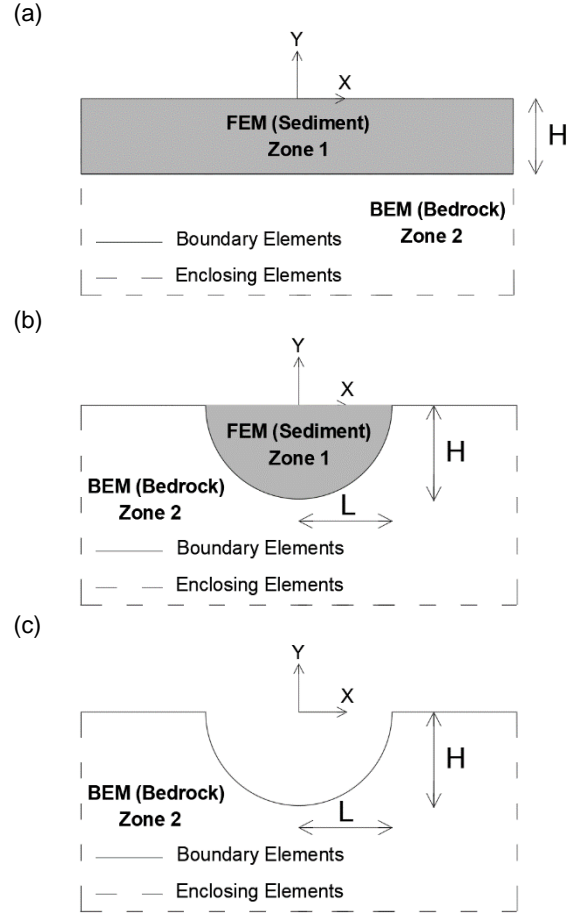 (a)
Y
X
FEM (Sediment)
Zone 1
H
BEM (Bedrock)
Zone 2
Boundary Elements
Enclosing Elements
(b)
Y
X
FEM (Sediment)
Zone 1
H
BEM (Bedrock)
Zone 2
L
Boundary Elements
Enclosing Elements
(c)
Y
X
H
BEM (Bedrock)
Zone 2
L
Boundary Elements
Enclosing Elements